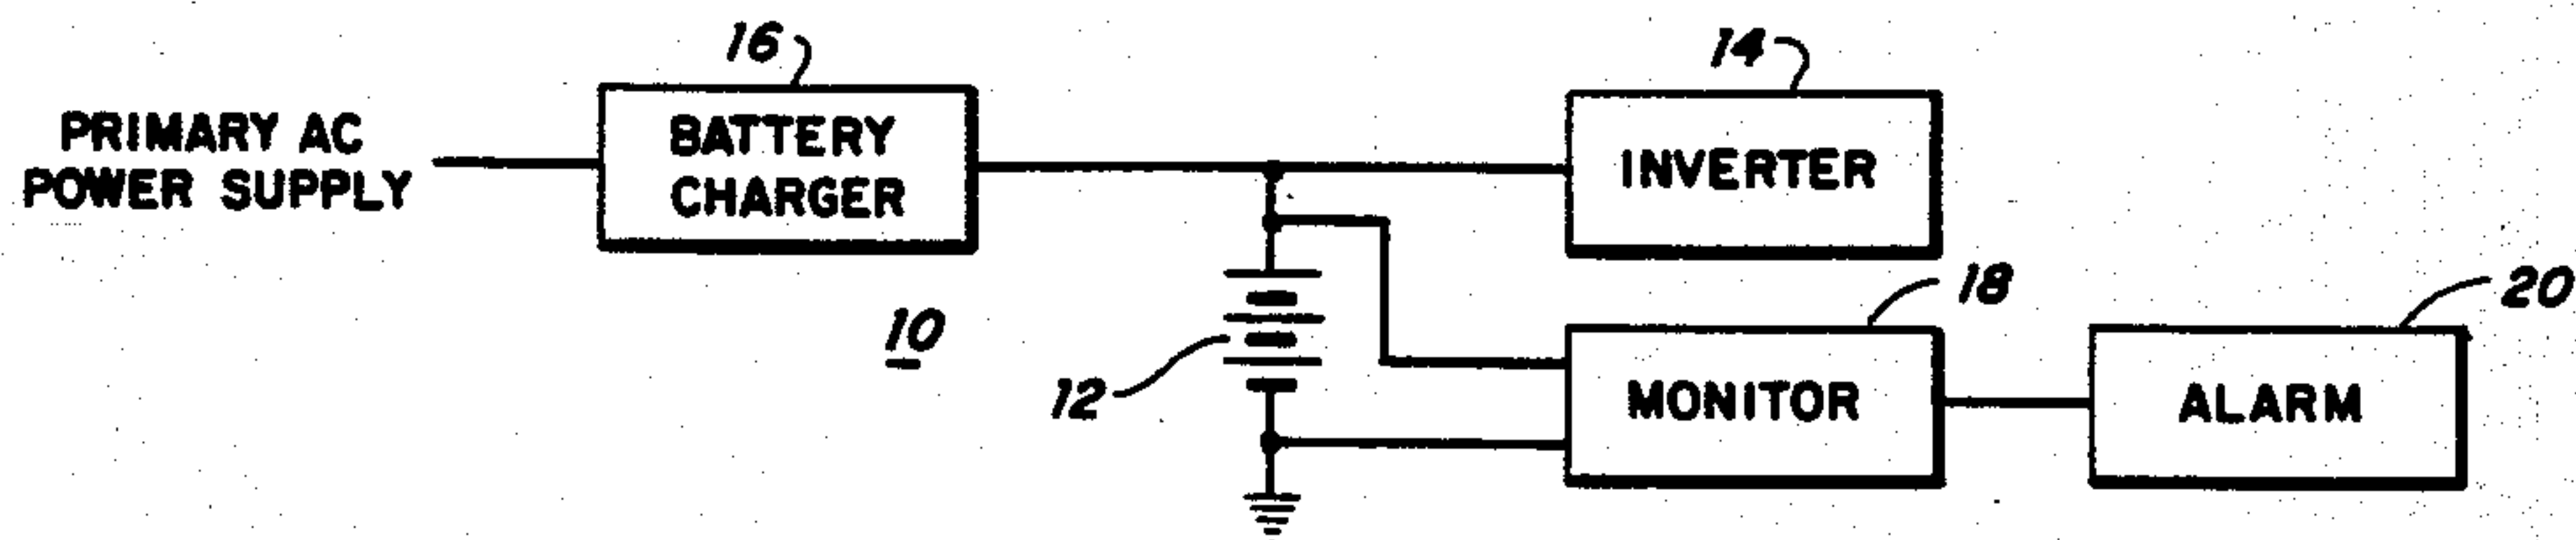 16
14
PRIMARY AC
POWER SUPPLY
BATTERY
CHARGER
INVERTER
10
12
18
20
MONITOR
ALARM